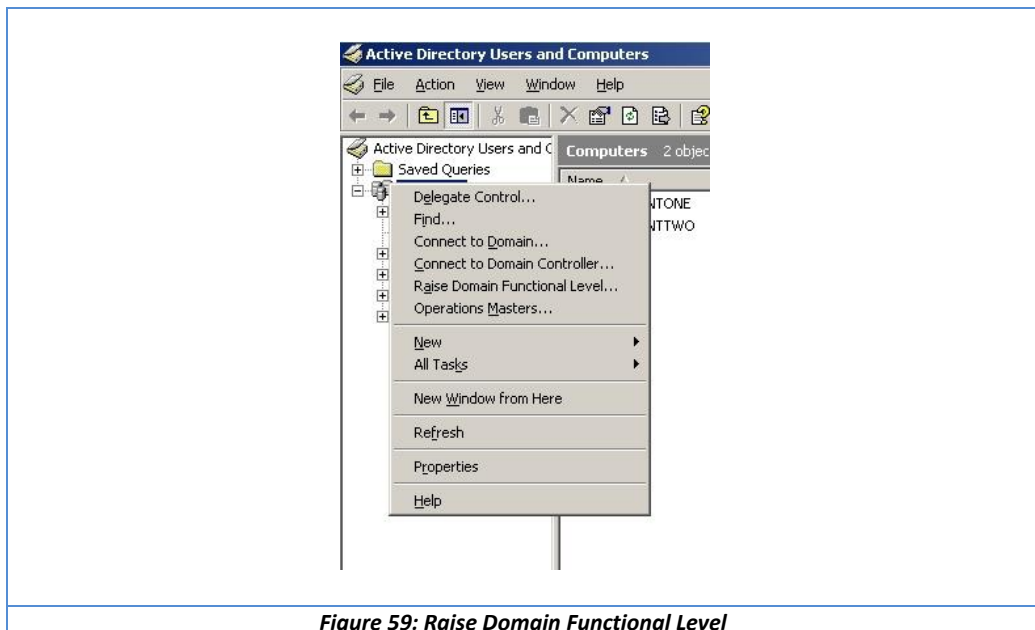 Active Directory Users and Computers
File Action View Window Help
Active Directory Users and C
Computers 2 objec
Saved Queries
Name
NTONE
NTTWO
Delegate Control...
Find...
Connect to Domain...
Connect to Domain Controller...
Raise Domain Functional Level...
Operations Masters...
New
All Tasks
New Window from Here
Refresh
Properties
Help
Figure 59: Raise Domain Functional Level